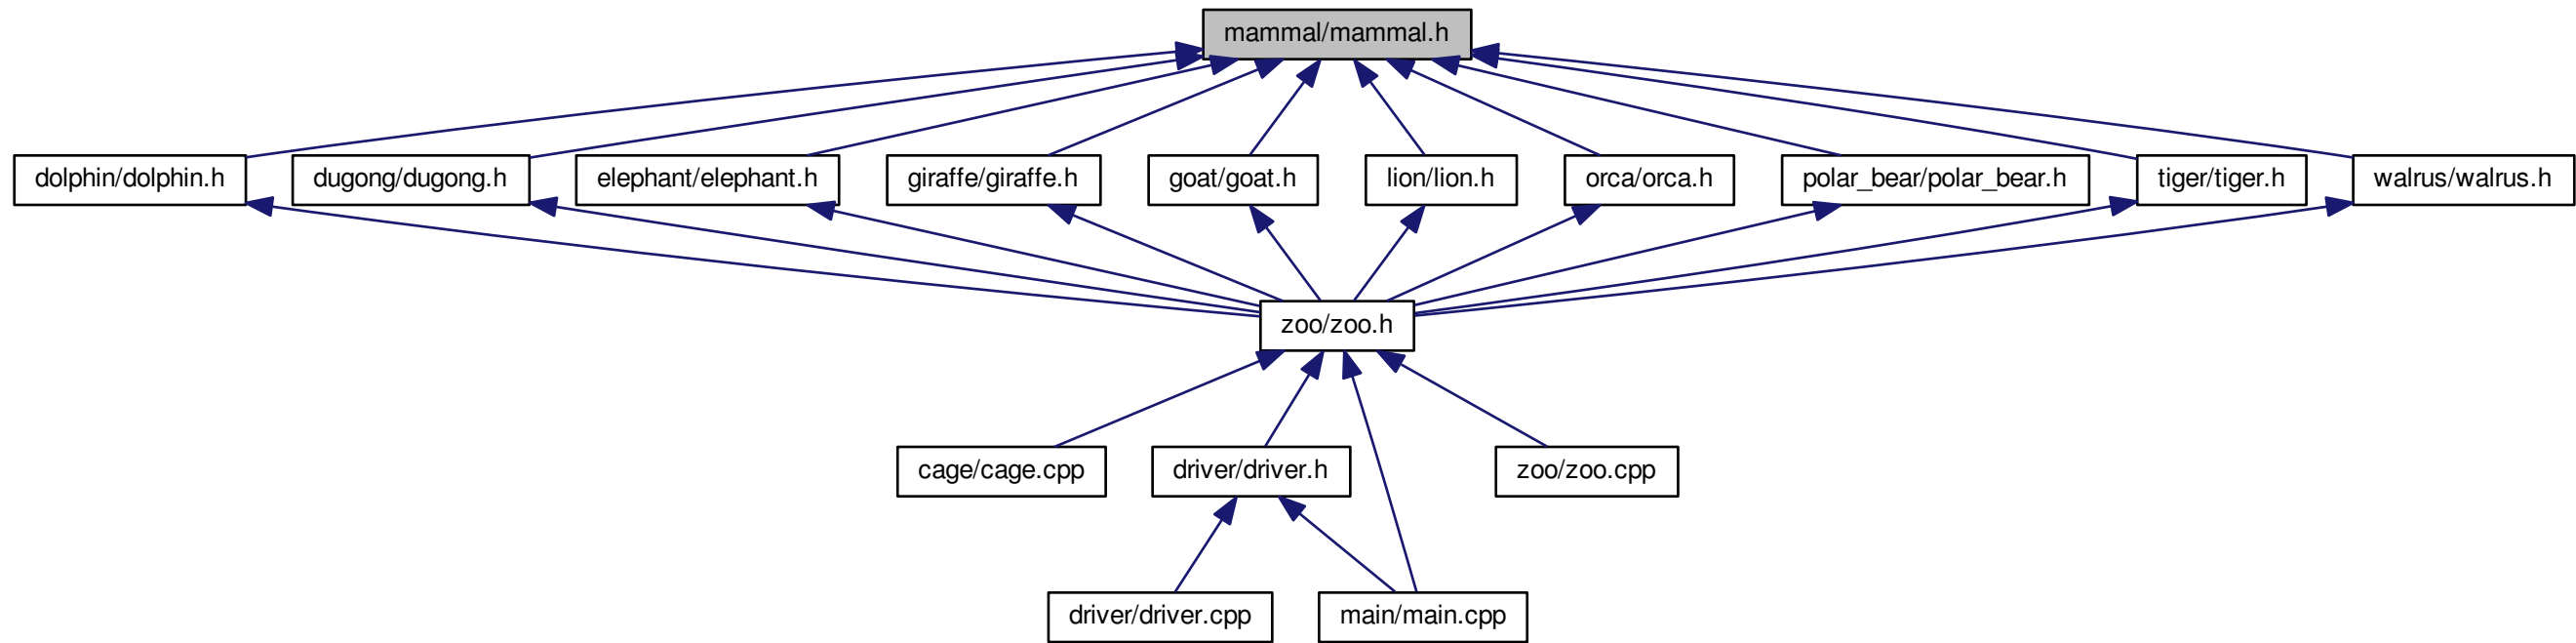 mammal/mammal.h
dolphin/dolphin.h
dugong/dugong.h
elephant/elephant.h
giraffe/giraffe.h
goat/goat.h
lion/lion.h
orca/orca.h
polar_bear/polar_bear.h
tiger/tiger.h
walrus/walrus.h
zoo/zoo.h
cage/cage.cpp
driver/driver.h
zoo/zoo.cpp
driver/driver.cpp
main/main.cpp